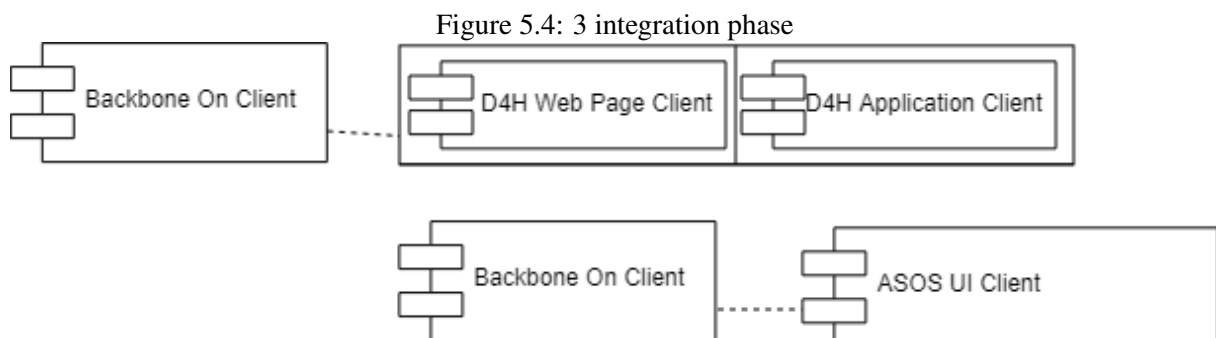 Figure 5.4: 3 integration phase
Backbone On Client
D4H Web Page Client
D4H Application Client
Backbone On Client
ASOS UI Client